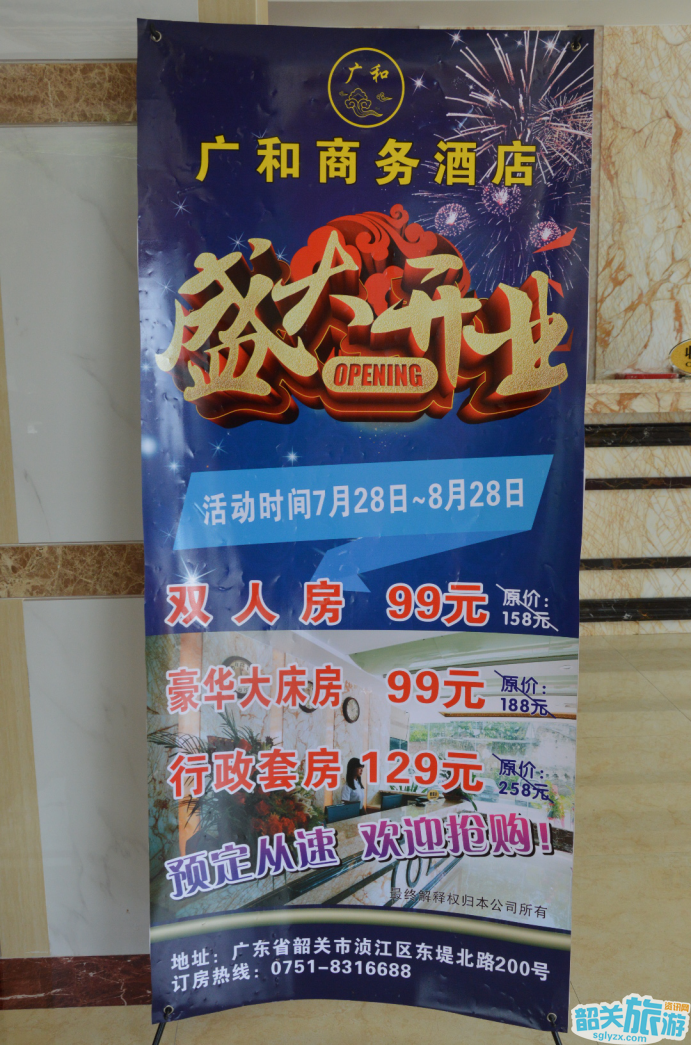 广和
广和商务酒店
盛大开业
OPENING
活动时间7月28日~8月28日
双人房 99元 原价：158元
豪华大床房 99元 原价：188元
行政套房 129元 原价：258元
预定从速 欢迎抢购！
最终解释权归本公司所有
地址：广东省韶关市浈江区东堤北路200号
订房热线：0751-8316688
韶关旅游资讯网
sglyzx.com